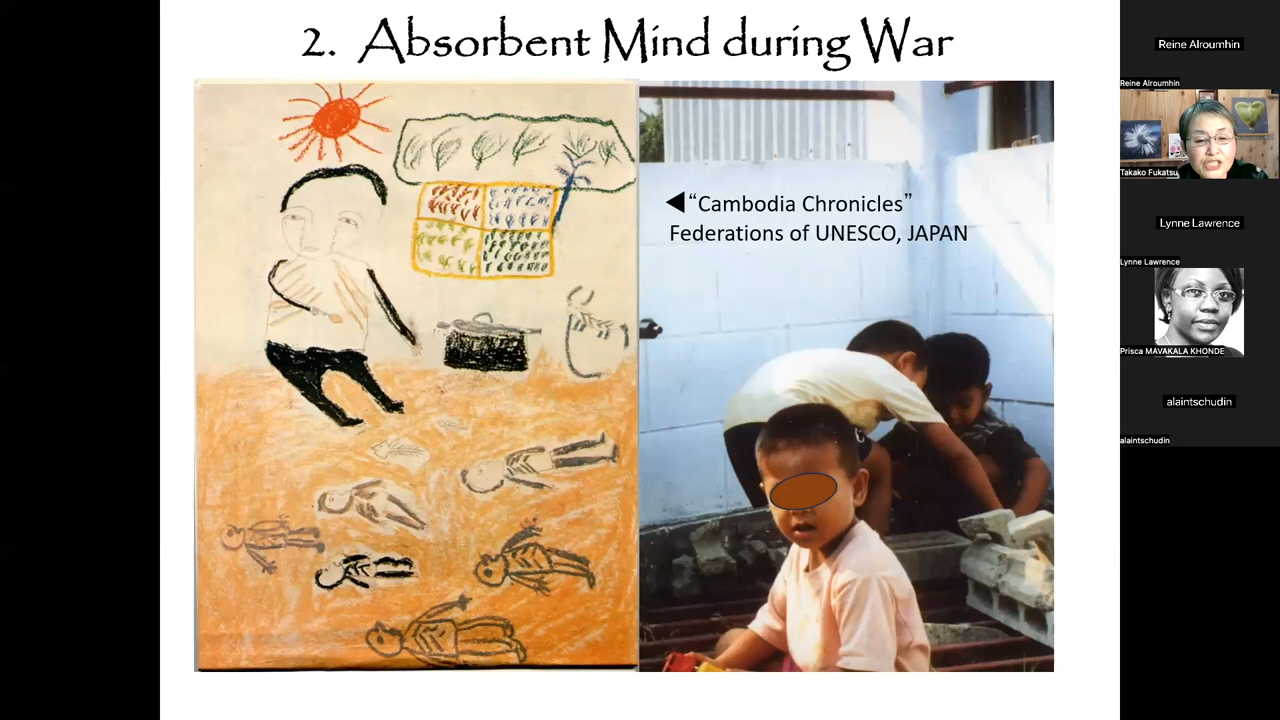 2. Absorbent Mind during War
◀“Cambodia Chronicles”
Federations of UNESCO, JAPAN
Reine Alroumhin
Reine Alroumhin
Takako Fukatsu
Lynne Lawrence
Lynne Lawrence
Prisca MAVAKALA KHONDE
alaintschudin
alaintschudin